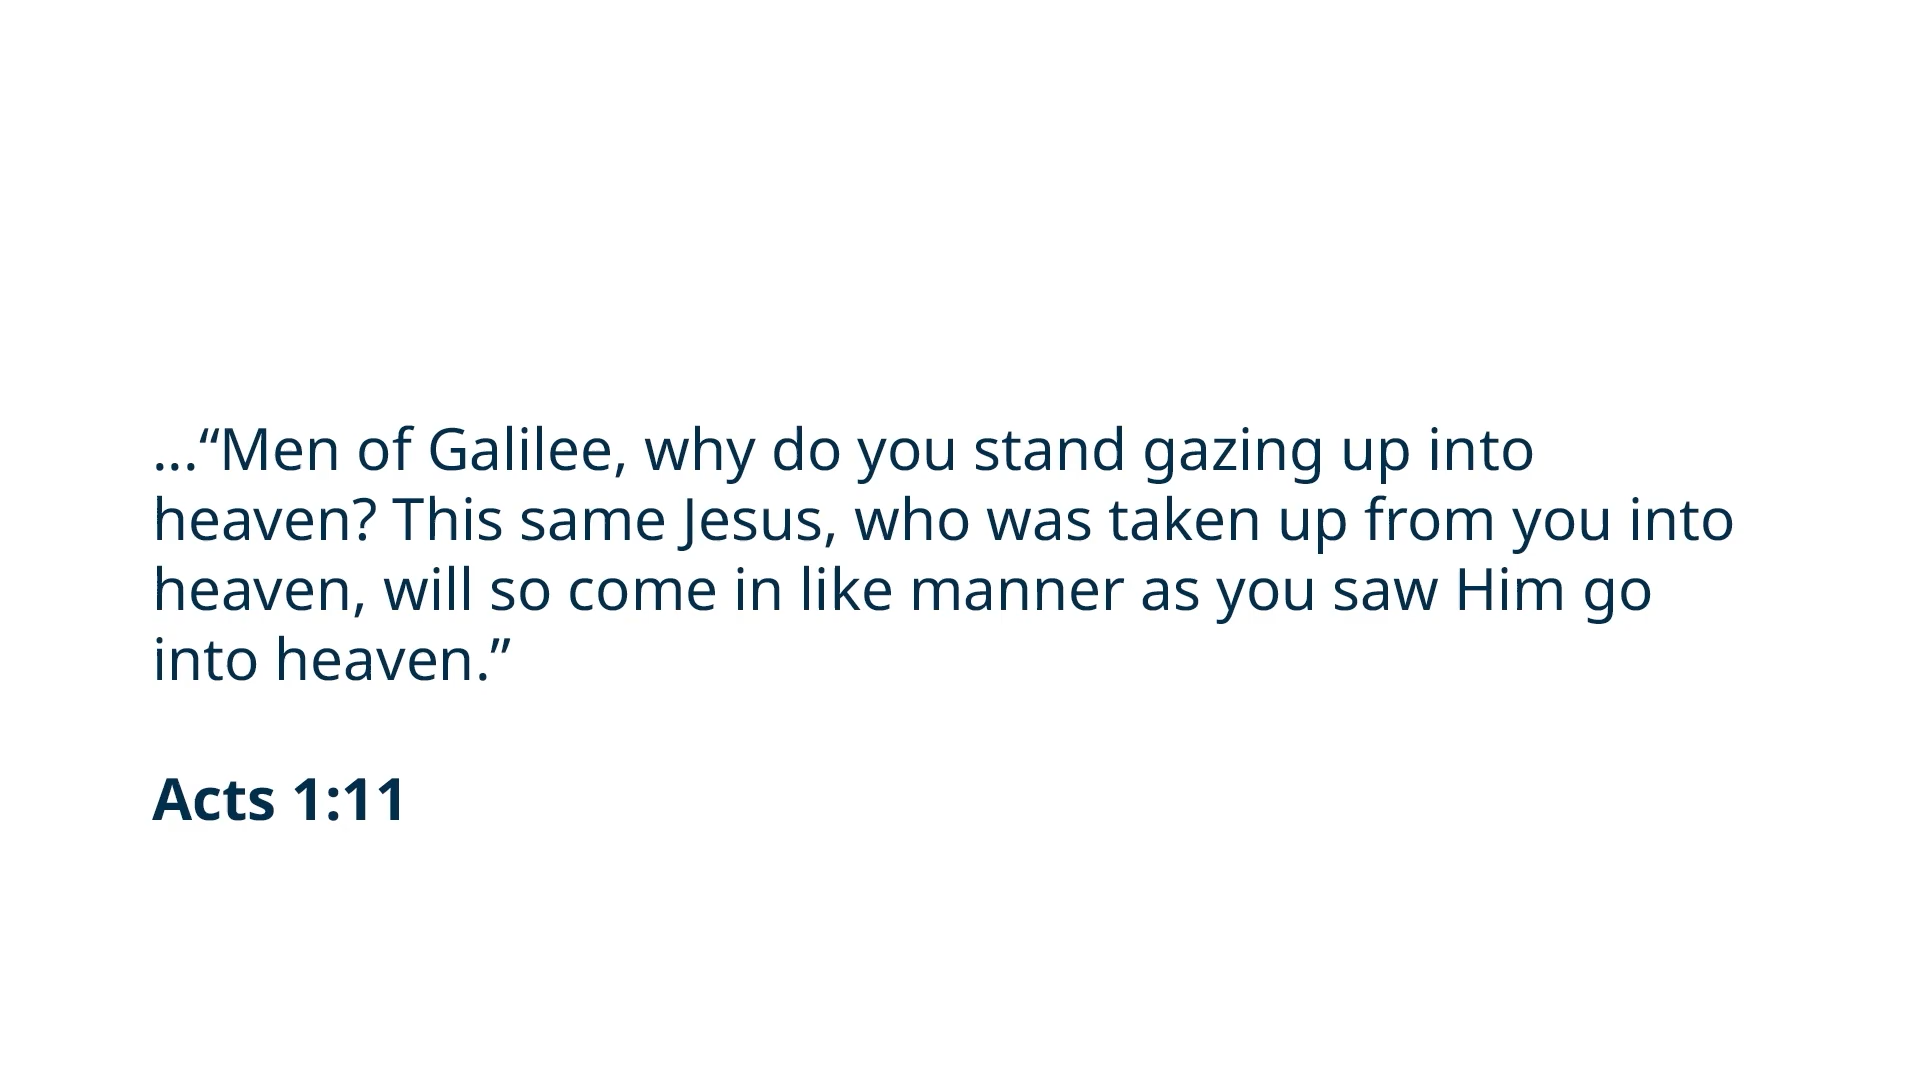 ...“Men of Galilee, why do you stand gazing up into
heaven? This same Jesus, who was taken up from you into
heaven, will so come in like manner as you saw Him go
into heaven.”
Acts 1:11